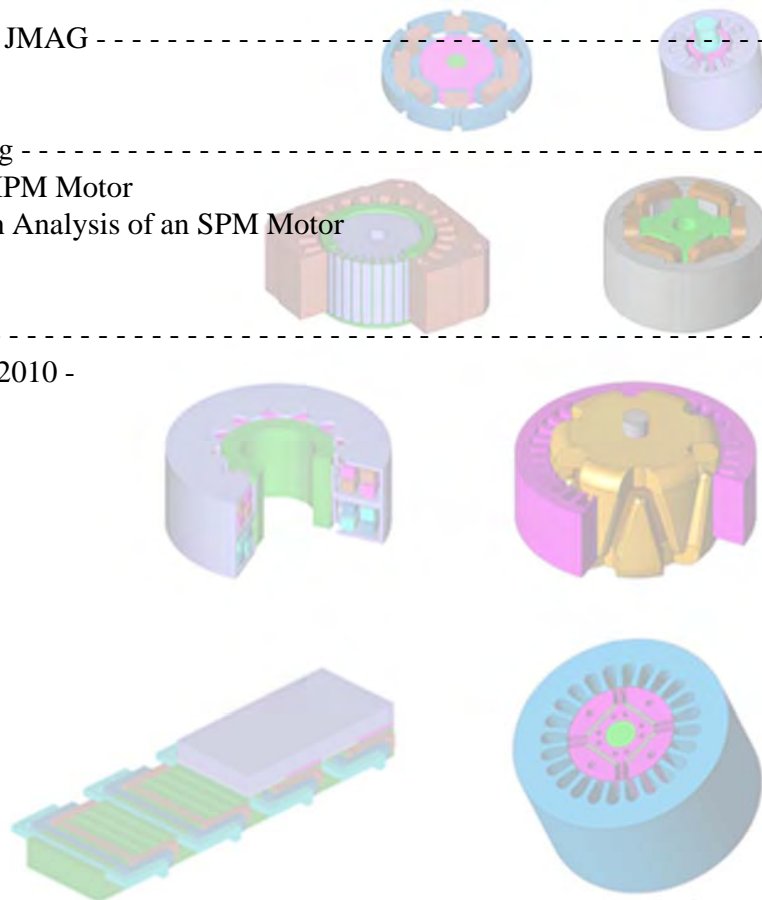 JMAG - - - - - - - - - - - - - - - - - - - - - - - - - - - - - - - - - - - - - - -
g - - - - - - - - - - - - - - - - - - - - - - - - - - - - - - - - - - - - - - - - - - -
PM Motor
Analysis of an SPM Motor
- - - - - - - - - - - - - - - - - - - - - - - - - - - - - - - - - - - - - - - - - - - -
2010 -